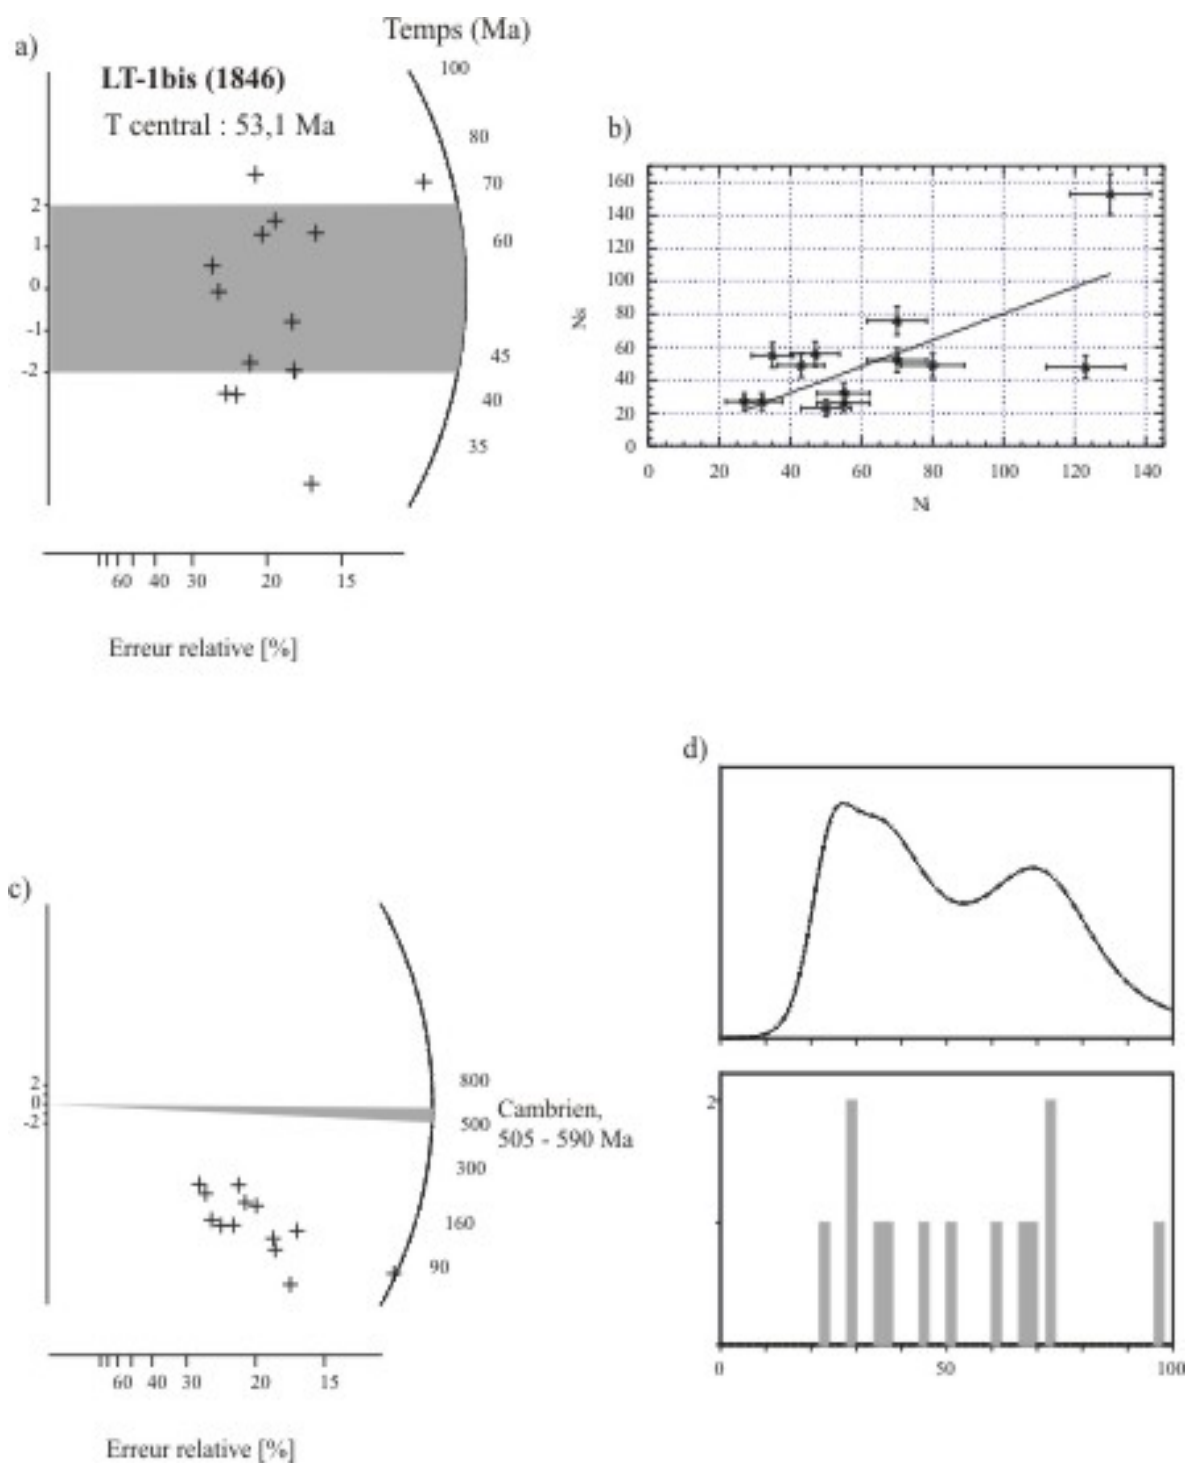 a)
Temps (Ma)
LT-1bis (1846)
T central : 53,1 Ma
100
80
70
60
45
40
35
2
1
0
-1
-2
60 40 30 20 15
Erreur relative [%]
b)
160
140
120
100
80
60
40
20
0
Ns
0 20 40 60 80 100 120 140
Ni
c)
2
0
-2
800
500
300
160
90
Cambrien,
505 - 590 Ma
60 40 30 20 15
Erreur relative [%]
d)
2
0 50 100